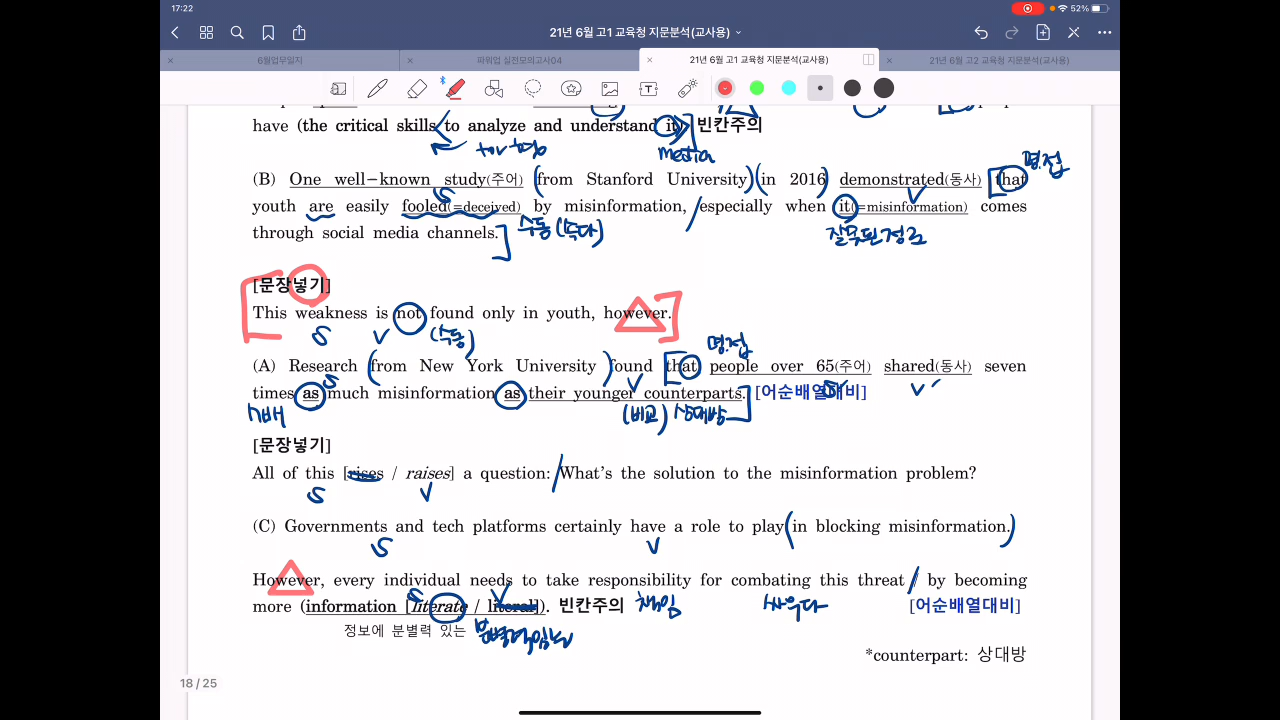 17:22
52%
21년 6월 고1 교육청 지문분석(교사용)
6월업무일지
파워업 실전모의고사04
21년 6월 고1 교육청 지문분석(교사용)
21년 6월 고2 교육청 지문분석(교사용)
have (the critical skills to analyze and understand it) 빈칸주의
media
(B) One well-known study(주어) (from Stanford University) (in 2016) demonstrated(동사) [that
명.접
S
V
youth are easily fooled(=deceived) by misinformation, / especially when it(=misinformation) comes
through social media channels.]
수동 (속다)
잘못된 정보
[문장넣기]
This weakness is not found only in youth, however.
S V (수동)
명.접
(A) Research (from New York University) found [that people over 65(주어) shared(동사) seven
S V S V
times as much misinformation as their younger counterparts.] [어순배열대비]
(비교) 상대방
[문장넣기]
All of this [rises / raises] a question: / What's the solution to the misinformation problem?
S V
(C) Governments and tech platforms certainly have a role to play (in blocking misinformation.)
S V
However, every individual needs to take responsibility for combating this threat / by becoming
S V
more (information [literate / literal]). 빈칸주의 책임 싸우다 [어순배열대비]
정보에 분별력 있는
*counterpart: 상대방
18 / 25